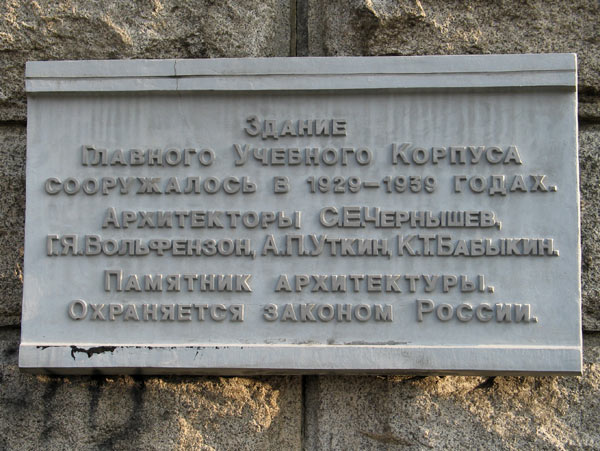 Здание
Главного Учебного Корпуса
сооружалось в 1929–1939 годах.
Архитекторы С.Е.Чернышев,
Г.Я.Вольфензон, А.П.Уткин, К.Т.Бабыкин.
Памятник архитектуры.
Охраняется законом России.